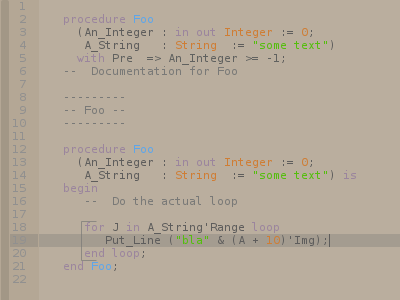 1
2 procedure Foo
3 (An_Integer : in out Integer := 0;
4 A_String : String := "some text")
5 with Pre => An_Integer >= -1;
6 -- Documentation for Foo
7
8 ---------
9 -- Foo --
10 ---------
11
12 procedure Foo
13 (An_Integer : in out Integer := 0;
14 A_String : String := "some text") is
15 begin
16 -- Do the actual loop
17
18 for J in A_String'Range loop
19 Put_Line ("bla" & (A + 10)'Img);
20 end loop;
21 end Foo;
22